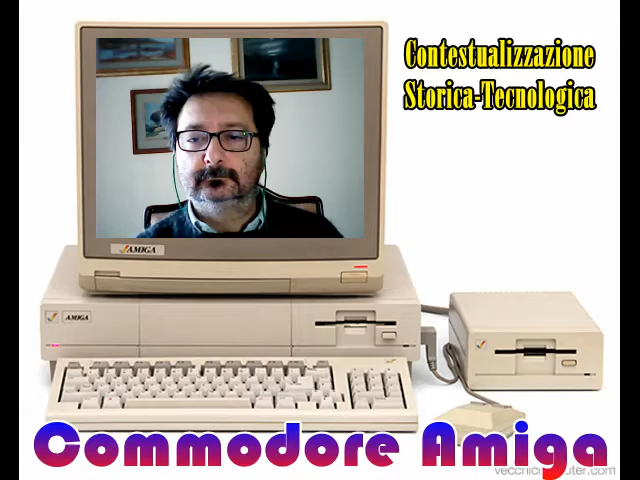 Contestualizzazione
Storica-Tecnologica
AMIGA
AMIGA
Commodore Amiga